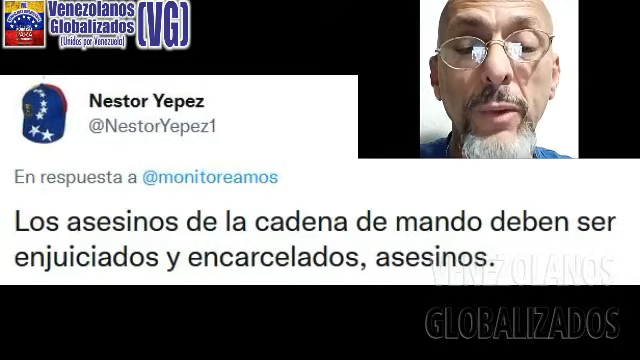 Venezolanos
Globalizados
(Unidos por Venezuela)
(VG)
Nestor Yepez
@NestorYepez1
En respuesta a @monitoreamos
Los asesinos de la cadena de mando deben ser
enjuiciados y encarcelados, asesinos.
VENEZOLANOS
GLOBALIZADOS